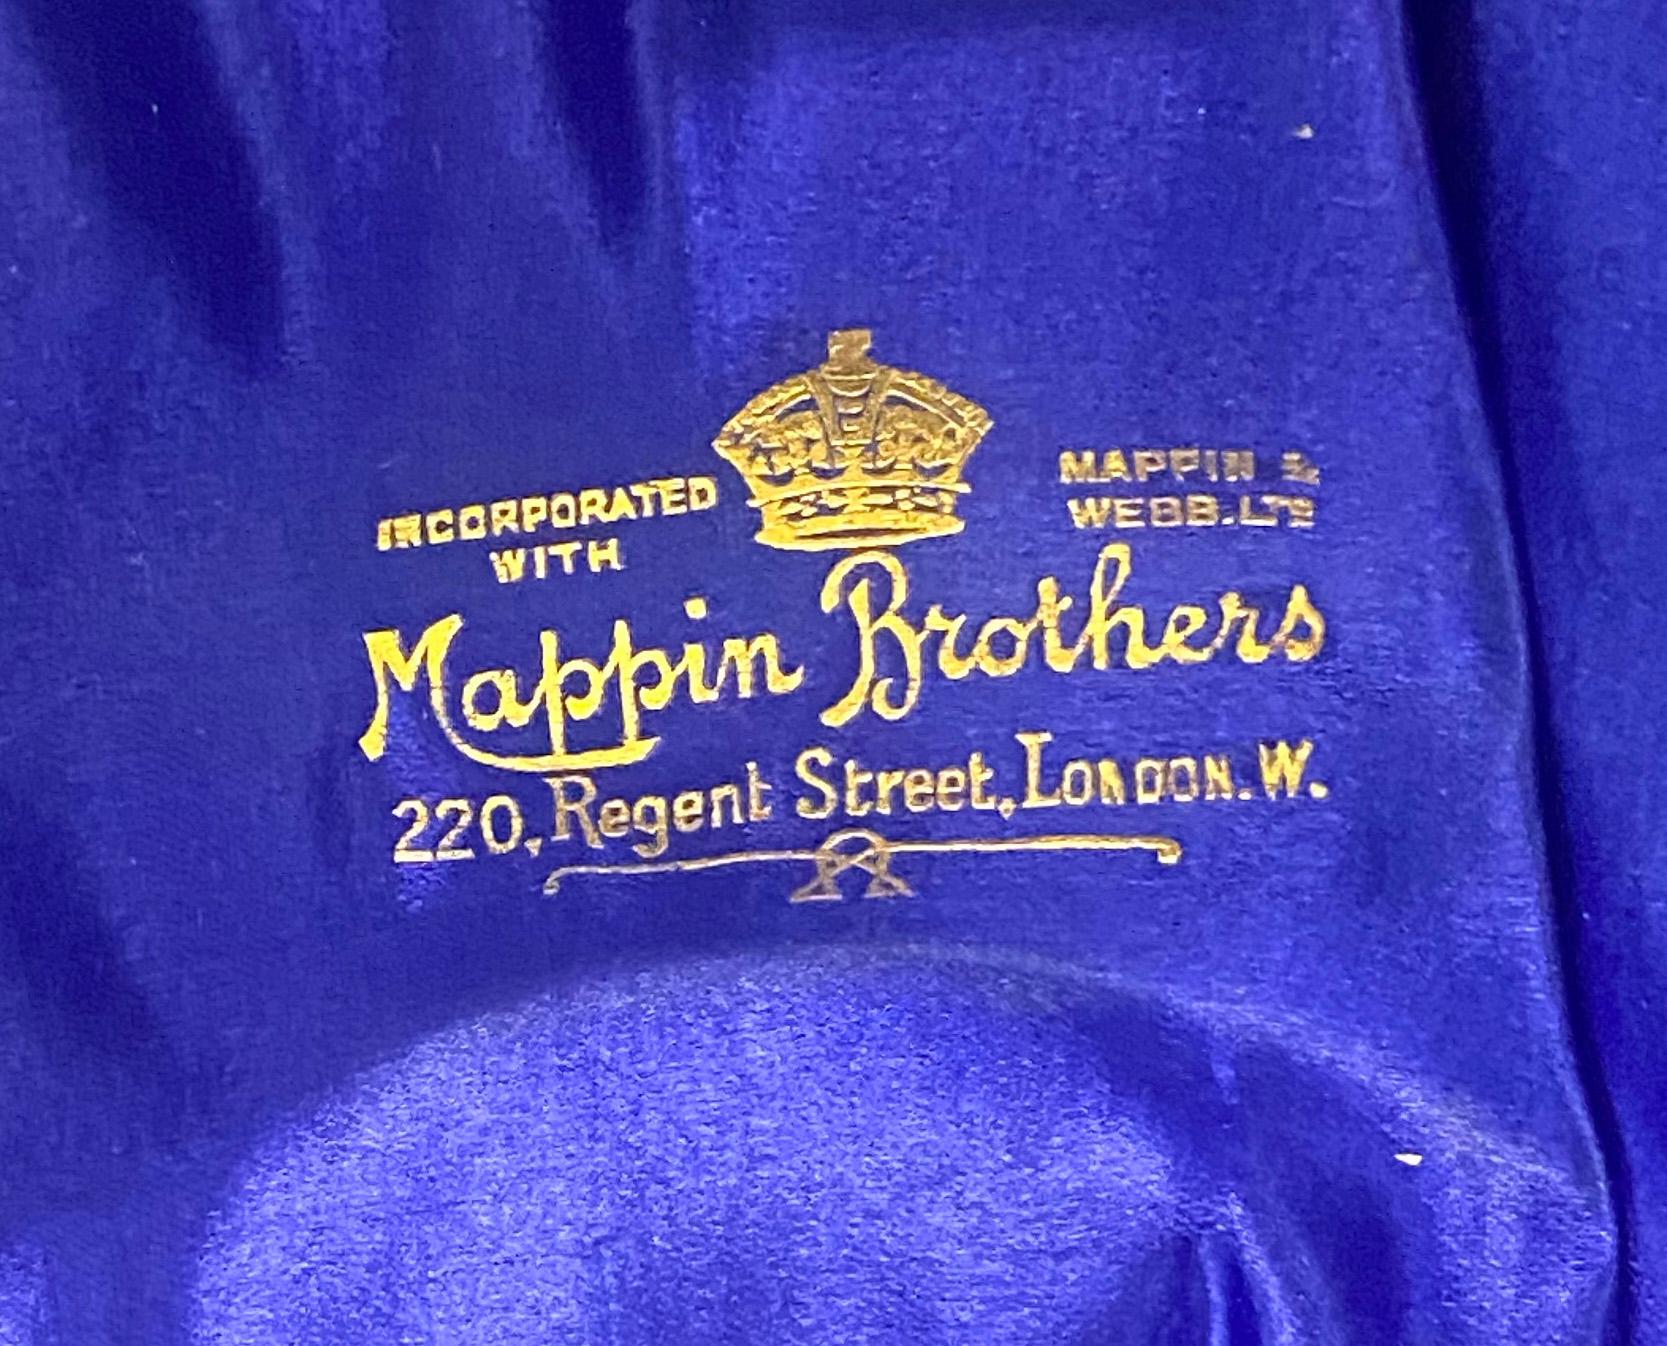 INCORPORATED
WITH
MAPPIN &
WEBB. LTD
Mappin Brothers
220, Regent Street, LONDON. W.